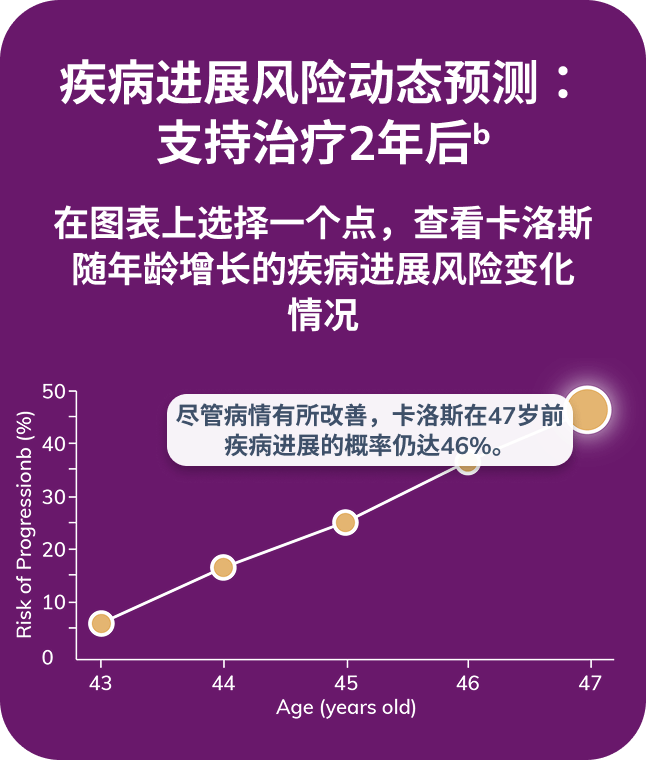 疾病进展风险动态预测：
支持治疗2年后b
在图表上选择一个点，查看卡洛斯
随年龄增长的疾病进展风险变化
情况
尽管病情有所改善，卡洛斯在47岁前
疾病进展的概率仍达46%。
Risk of Progressionb (%)
50
40
30
20
10
0
43 44 45 46 47
Age (years old)